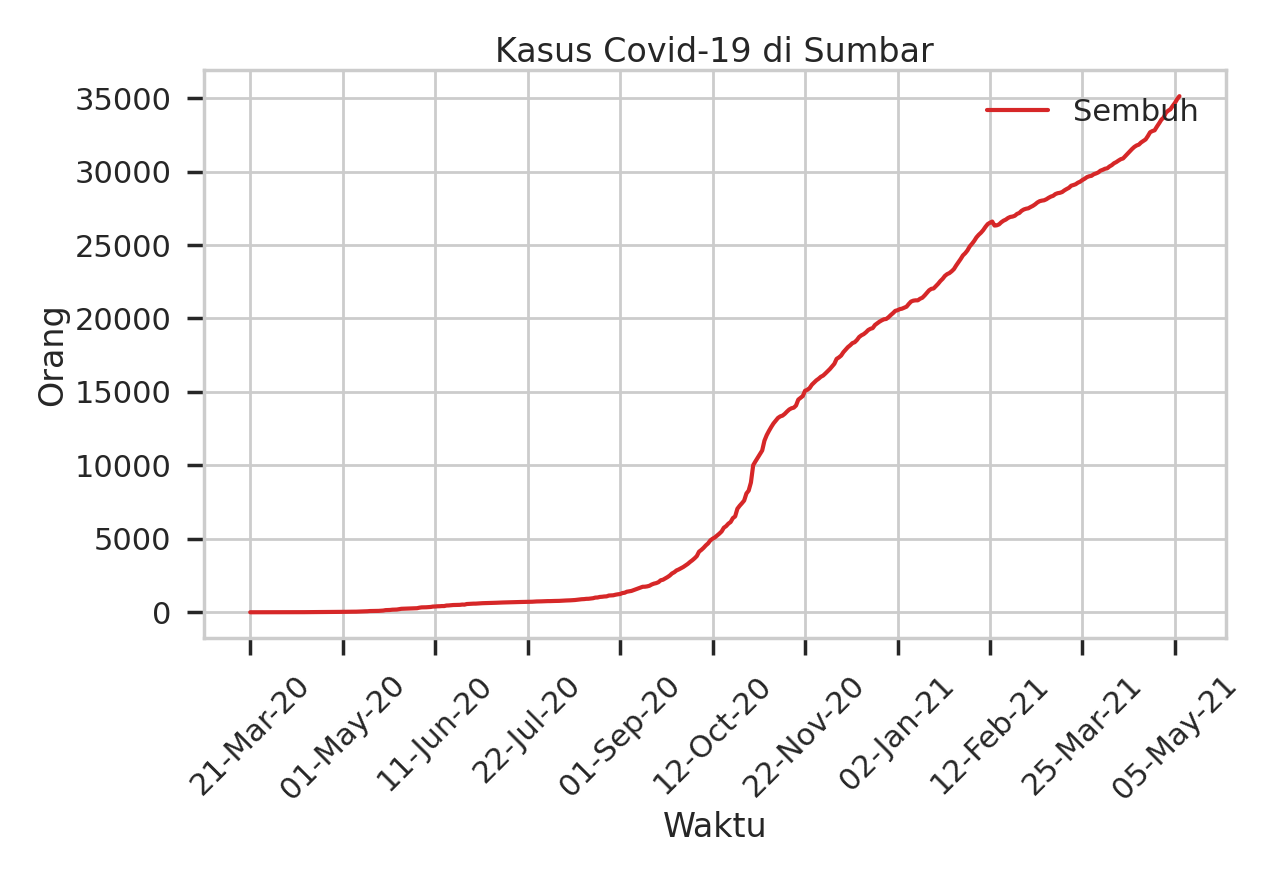 Kasus Covid-19 di Sumbar
35000
30000
25000
20000
15000
10000
5000
0
Orang
Sembuh
21-Mar-20
01-May-20
11-Jun-20
22-Jul-20
01-Sep-20
12-Oct-20
22-Nov-20
02-Jan-21
12-Feb-21
25-Mar-21
05-May-21
Waktu